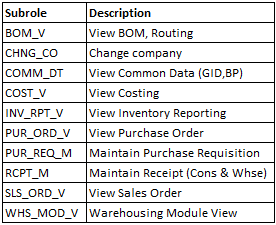 Subrole Description
BOM_V View BOM, Routing
CHNG_CO Change company
COMM_DT View Common Data (GID,BP)
COST_V View Costing
INV_RPT_V View Inventory Reporting
PUR_ORD_V View Purchase Order
PUR_REQ_M Maintain Purchase Requisition
RCPT_M Maintain Receipt (Cons & Whse)
SLS_ORD_V View Sales Order
WHS_MOD_V Warehousing Module View